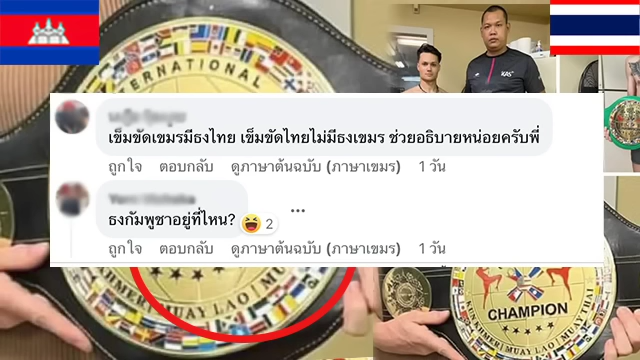 INTERNATIONAL
KAS
เข็มขัดเขมรมีธงไทย เข็มขัดไทยไม่มีธงเขมร ช่วยอธิบายหน่อยครับพี่
ถูกใจ ตอบกลับ ดูภาษาต้นฉบับ (ภาษาเขมร) 1 วัน
ธงกัมพูชาอยู่ที่ไหน?
😆 2
ถูกใจ ตอบกลับ ดูภาษาต้นฉบับ (ภาษาเขมร) 1 วัน
KHMER | MUAY LAO | MUAY THAI
CHAMPION
KHMER | MUAY LAO | MUAY THAI